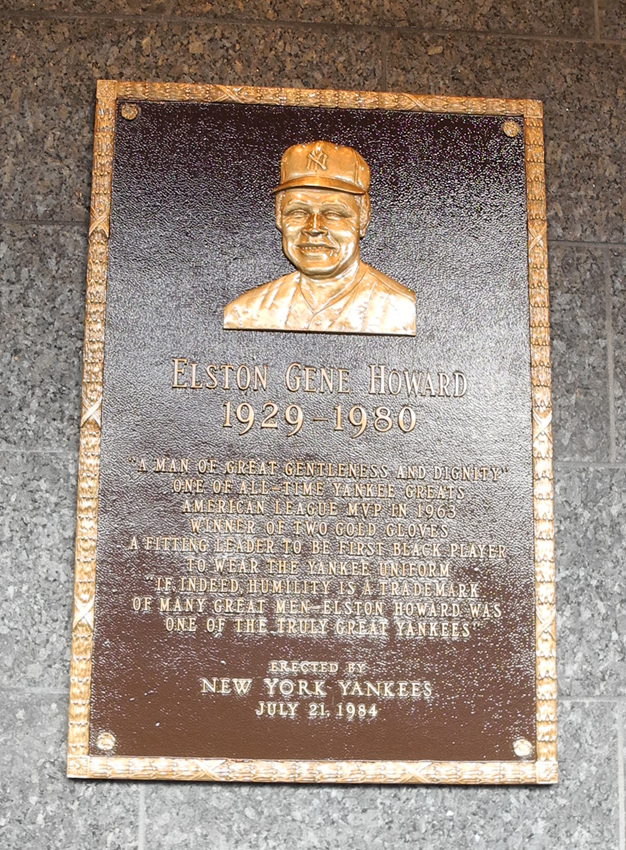 NY
ELSTON GENE HOWARD
1929-1980
"A MAN OF GREAT GENTLENESS AND DIGNITY"
ONE OF ALL-TIME YANKEE GREATS
AMERICAN LEAGUE MVP IN 1963
WINNER OF TWO GOLD GLOVES
A FITTING LEADER TO BE FIRST BLACK PLAYER
TO WEAR THE YANKEE UNIFORM
"IF, INDEED, HUMILITY IS A TRADEMARK
OF MANY GREAT MEN-ELSTON HOWARD WAS
ONE OF THE TRULY GREAT YANKEES"
ERECTED BY
NEW YORK YANKEES
JULY 21, 1984